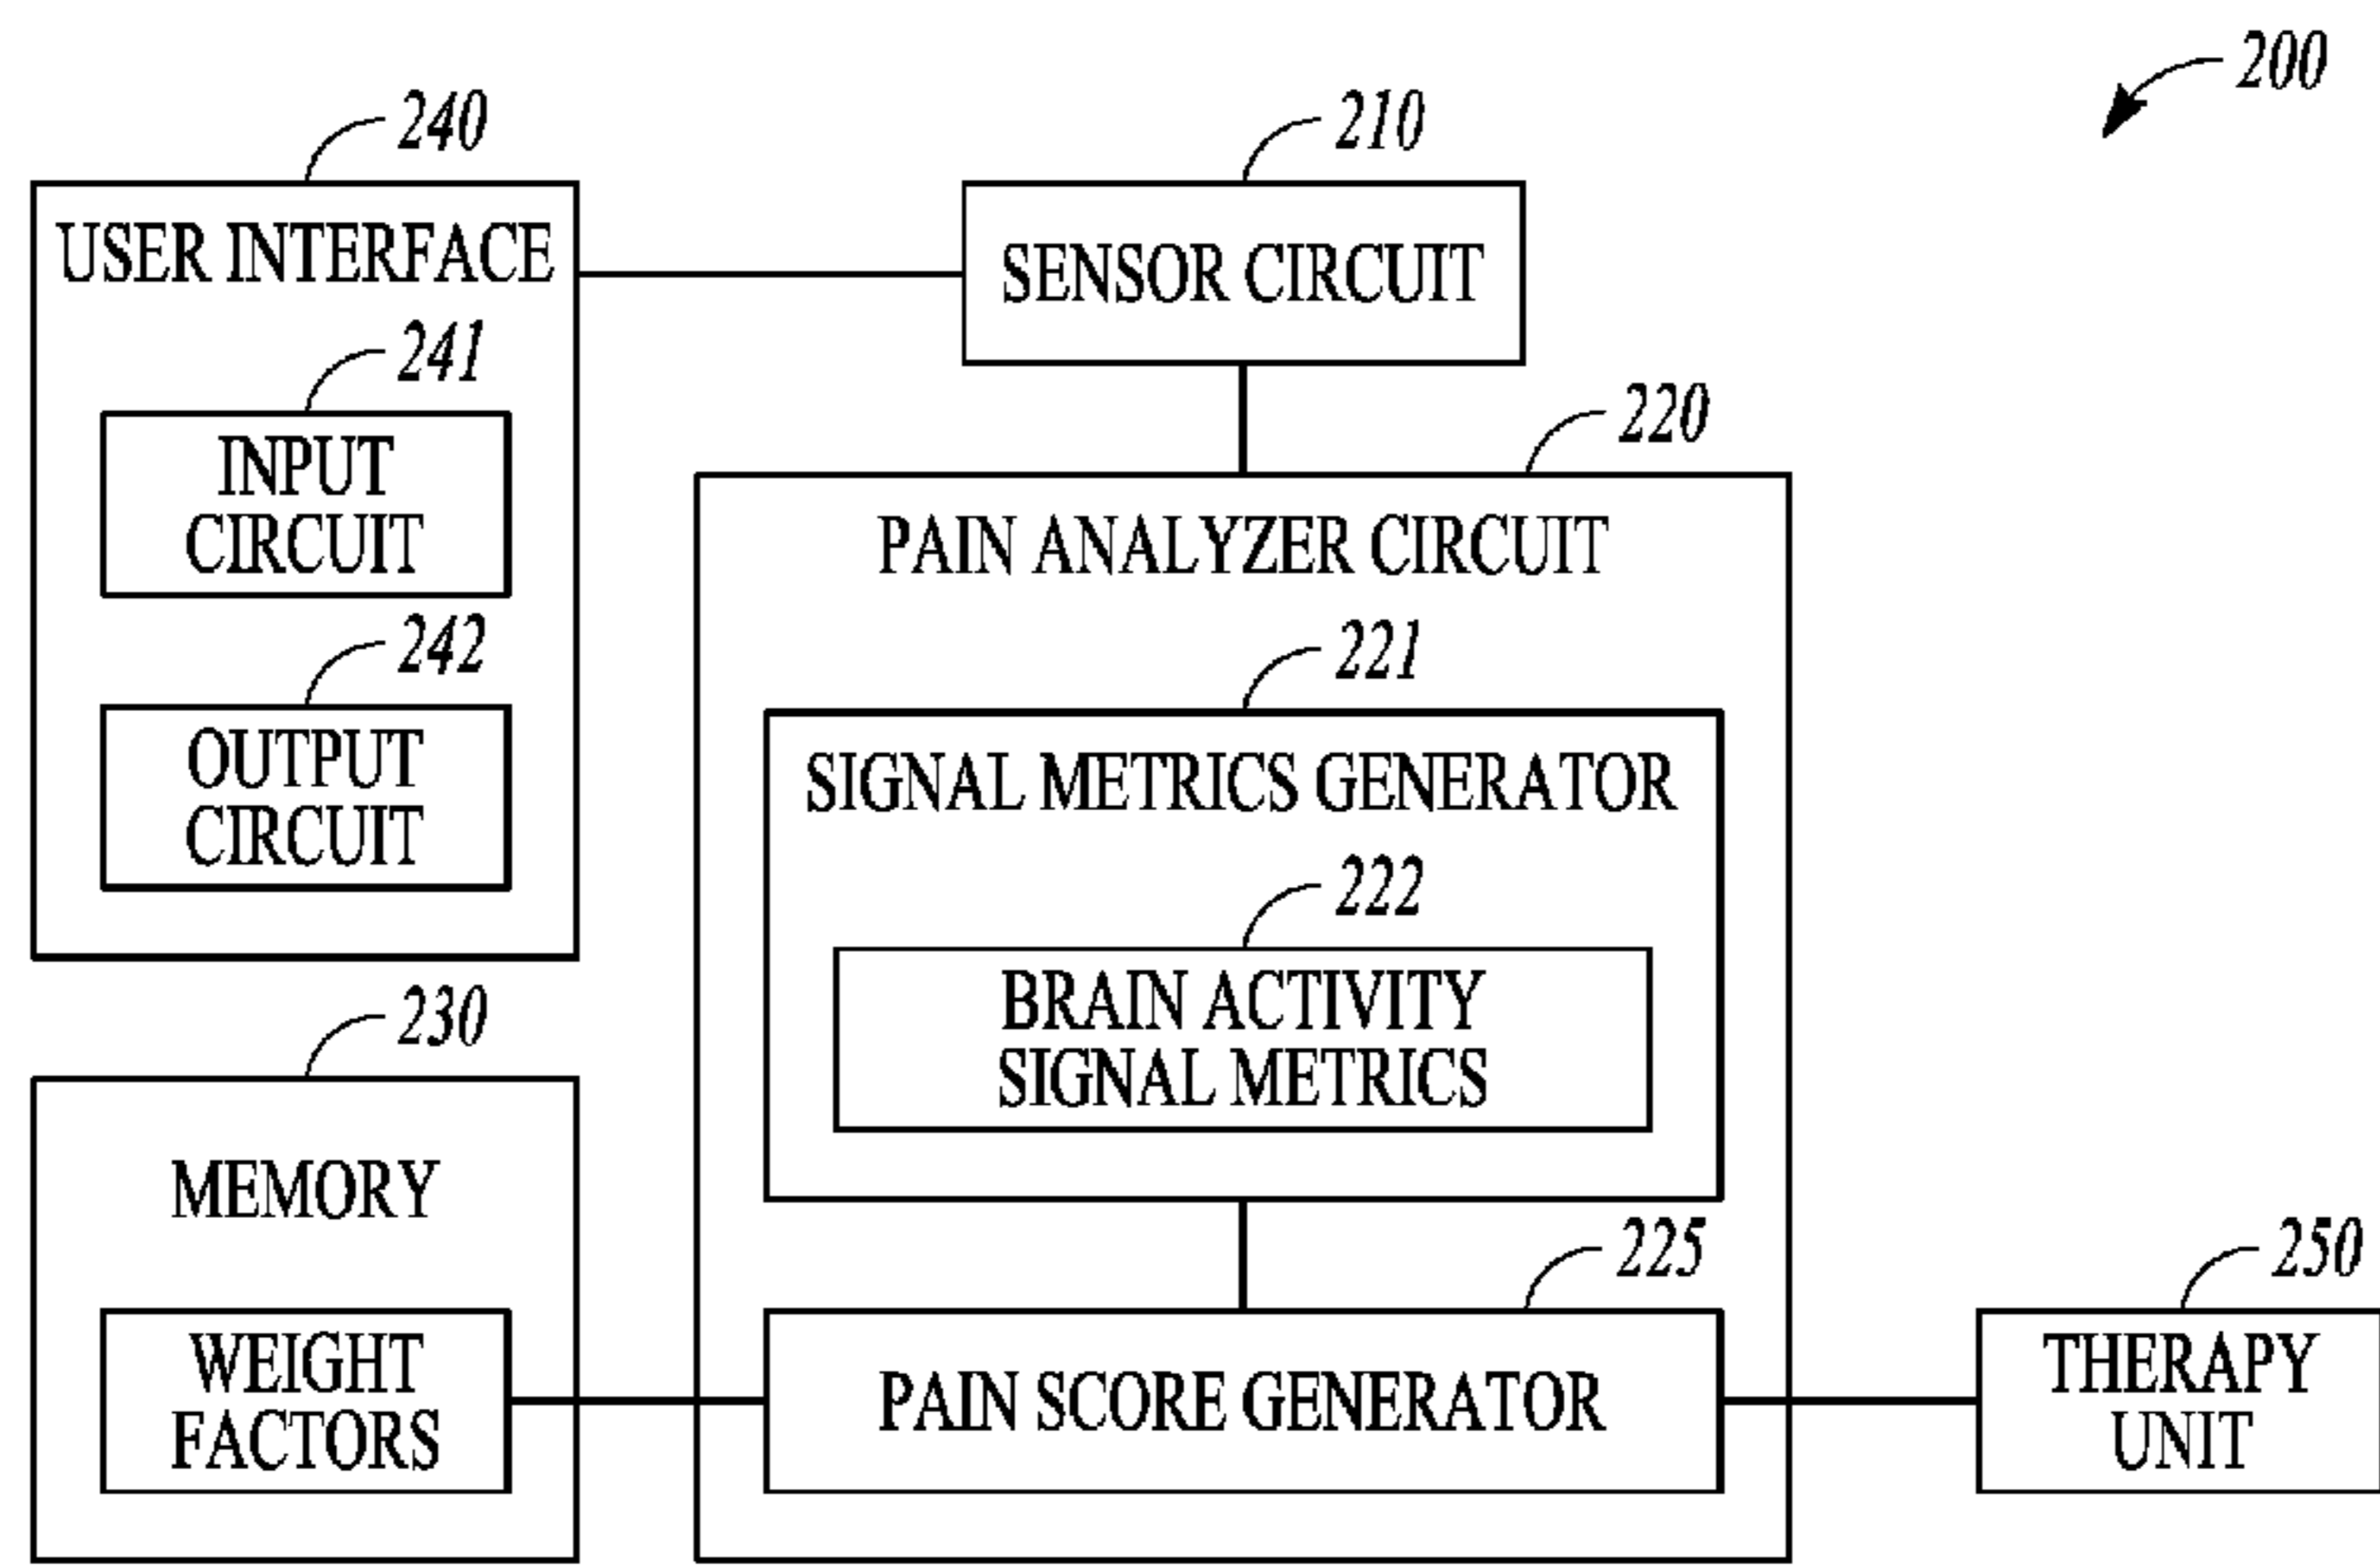 200
240
USER INTERFACE
241
INPUT
CIRCUIT
242
OUTPUT
CIRCUIT
210
SENSOR CIRCUIT
220
PAIN ANALYZER CIRCUIT
221
SIGNAL METRICS GENERATOR
222
BRAIN ACTIVITY
SIGNAL METRICS
230
MEMORY
WEIGHT
FACTORS
225
PAIN SCORE GENERATOR
250
THERAPY
UNIT